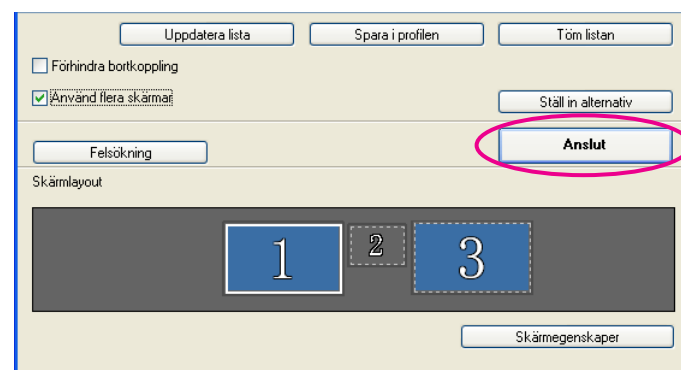 Uppdatera lista Spara i profilen Töm listan
Förhindra bortkoppling
Använd flera skärmar
Ställ in alternativ
Felsökning Anslut
Skärmlayout
1 2 3
Skärmegenskaper